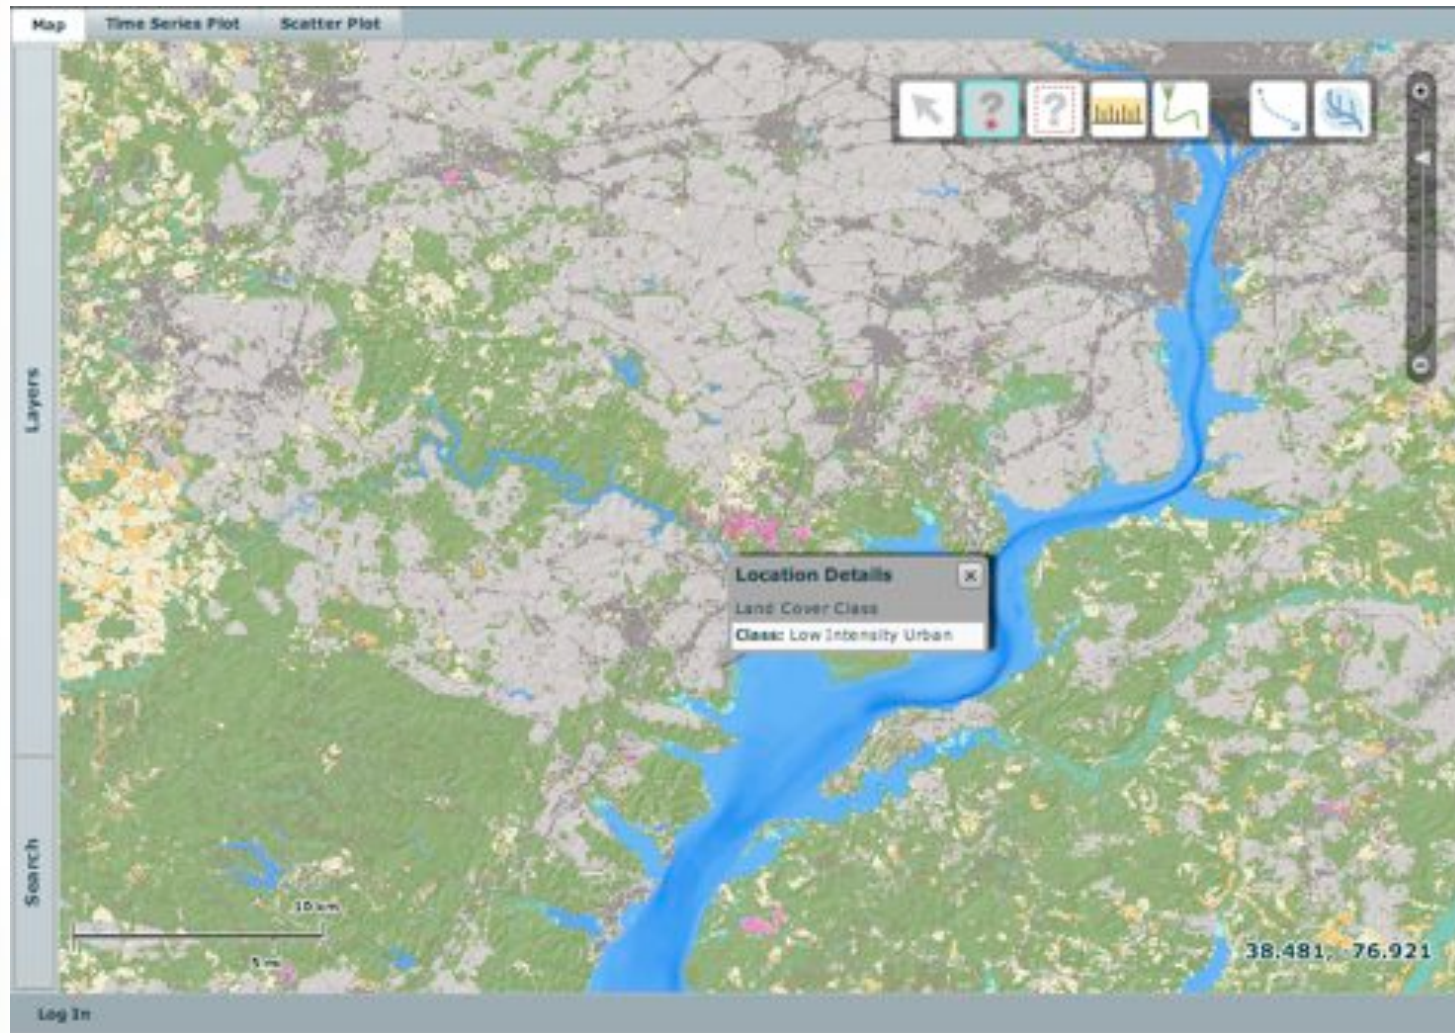 Map Time Series Plot Scatter Plot
Layers
Location Details
Land Cover Class
Class: Low Intensity Urban
Search
10 km
5 mi
38.481, -76.921
Log In